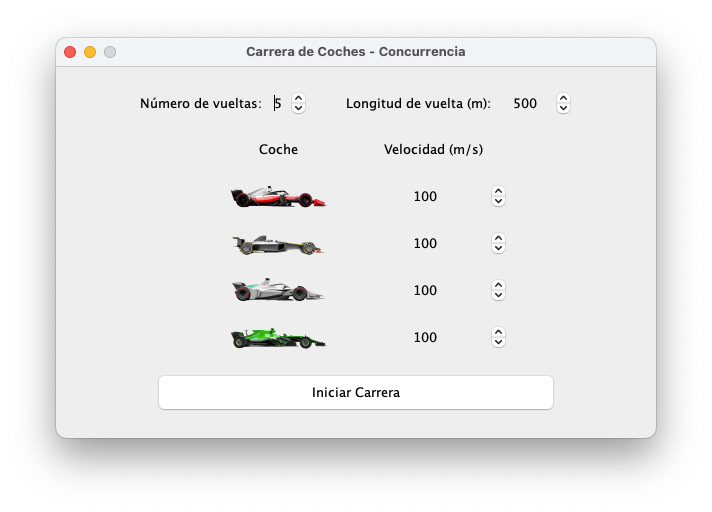 Carrera de Coches - Concurrencia
Número de vueltas: 5 Longitud de vuelta (m): 500
Coche Velocidad (m/s)
100
100
100
100
Iniciar Carrera